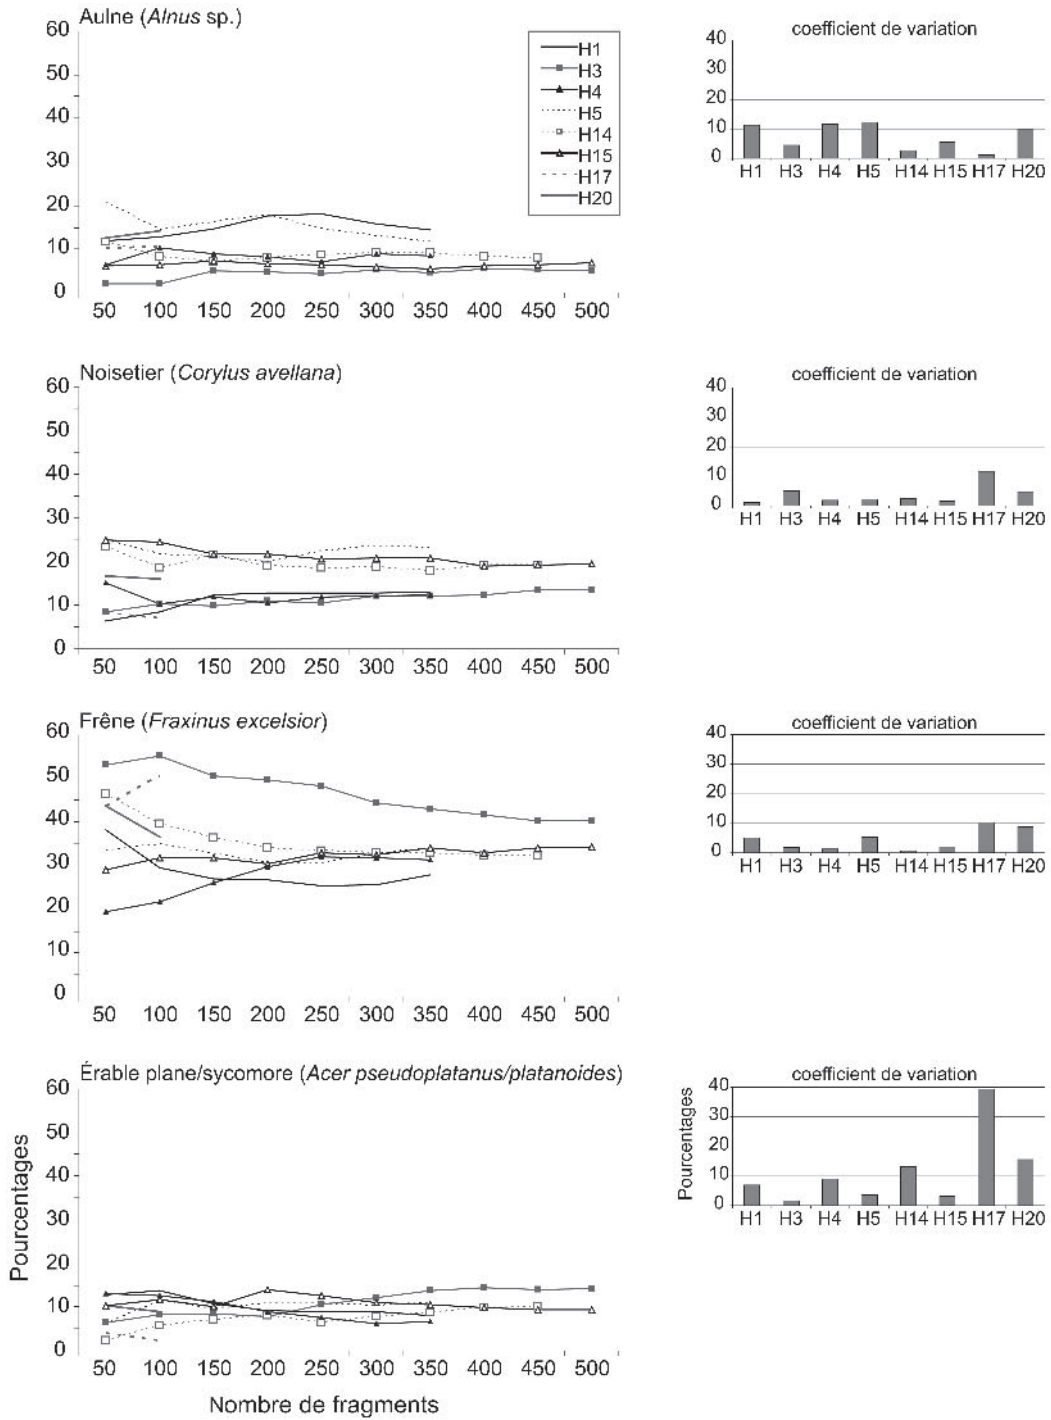 Aulne (Alnus sp.)
60
50
40
30
20
10
0
50 100 150 200 250 300 350 400 450 500
H1
H3
H4
H5
H14
H15
H17
H20
coefficient de variation
40
30
20
10
0
H1 H3 H4 H5 H14 H15 H17 H20
Noisetier (Corylus avellana)
60
50
40
30
20
10
0
50 100 150 200 250 300 350 400 450 500
coefficient de variation
40
30
20
10
0
H1 H3 H4 H5 H14 H15 H17 H20
Frêne (Fraxinus excelsior)
60
50
40
30
20
10
0
50 100 150 200 250 300 350 400 450 500
coefficient de variation
40
30
20
10
0
H1 H3 H4 H5 H14 H15 H17 H20
Érable plane/sycomore (Acer pseudoplatanus/platanoides)
60
50
40
30
20
10
0
Pourcentages
50 100 150 200 250 300 350 400 450 500
Nombre de fragments
coefficient de variation
Pourcentages
40
30
20
10
0
H1 H3 H4 H5 H14 H15 H17 H20